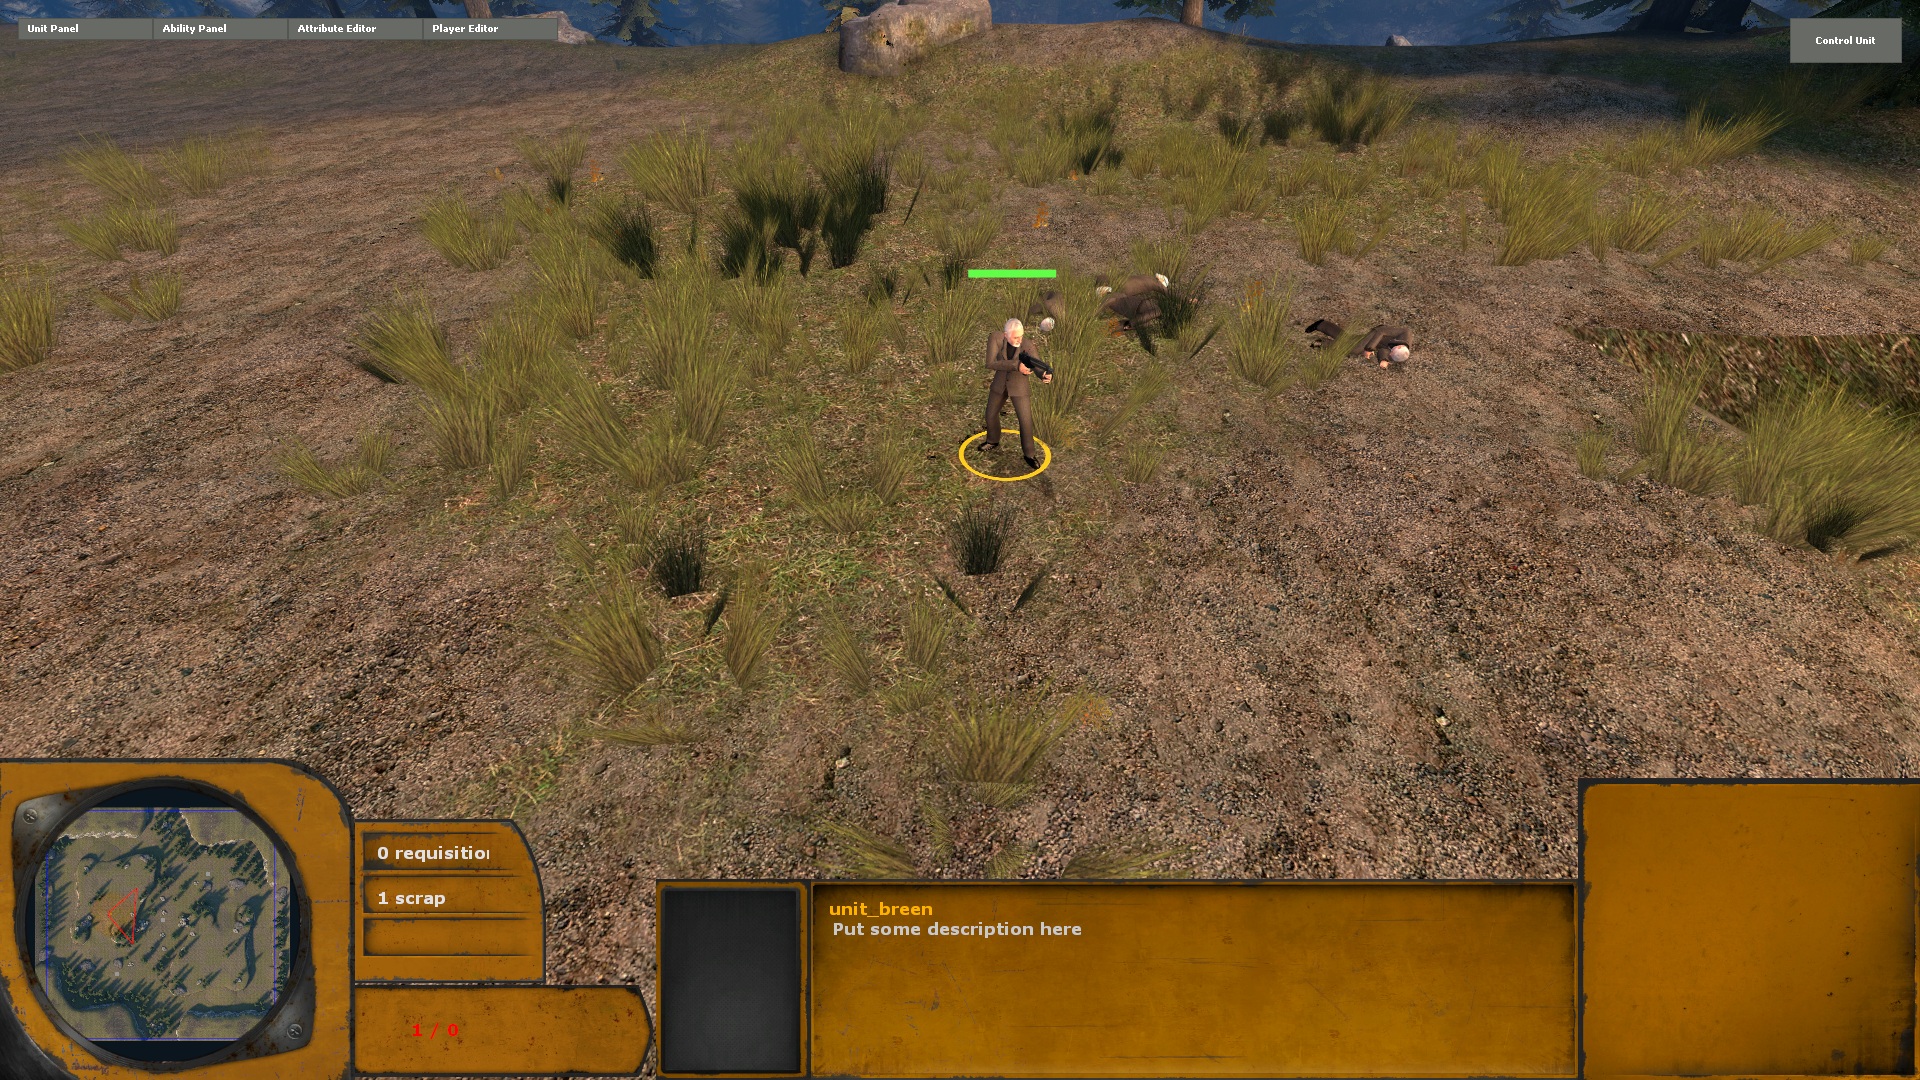 Unit Panel
Ability Panel
Attribute Editor
Player Editor
Control Unit
0 requisition
1 scrap
1 / 0
unit_breen
Put some description here